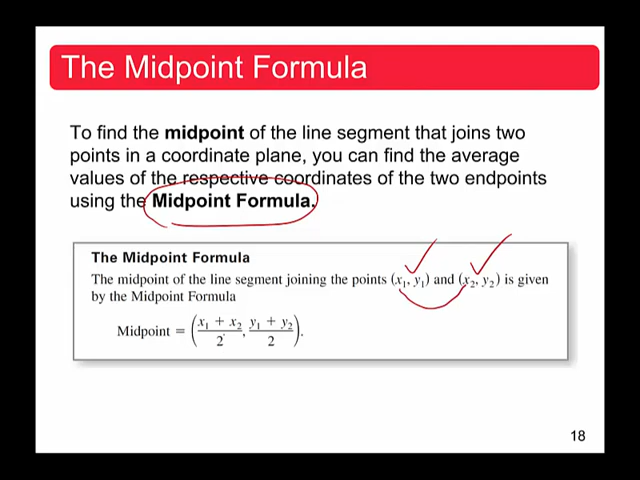 The Midpoint Formula
To find the midpoint of the line segment that joins two
points in a coordinate plane, you can find the average
values of the respective coordinates of the two endpoints
using the Midpoint Formula.
The Midpoint Formula
The midpoint of the line segment joining the points (x₁, y₁) and (x₂, y₂) is given
by the Midpoint Formula
Midpoint = (x₁ + x₂ / 2, y₁ + y₂ / 2).
18